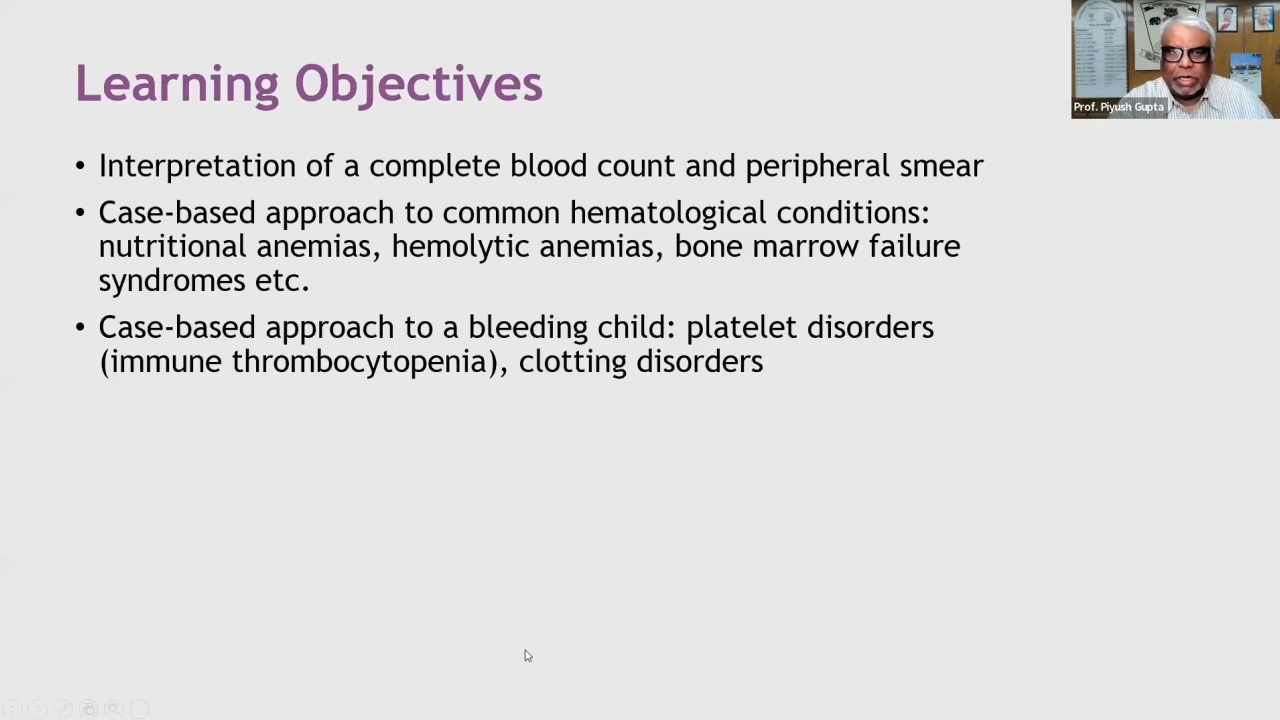 Learning Objectives
• Interpretation of a complete blood count and peripheral smear
• Case-based approach to common hematological conditions:
nutritional anemias, hemolytic anemias, bone marrow failure
syndromes etc.
• Case-based approach to a bleeding child: platelet disorders
(immune thrombocytopenia), clotting disorders
Prof. Piyush Gupta